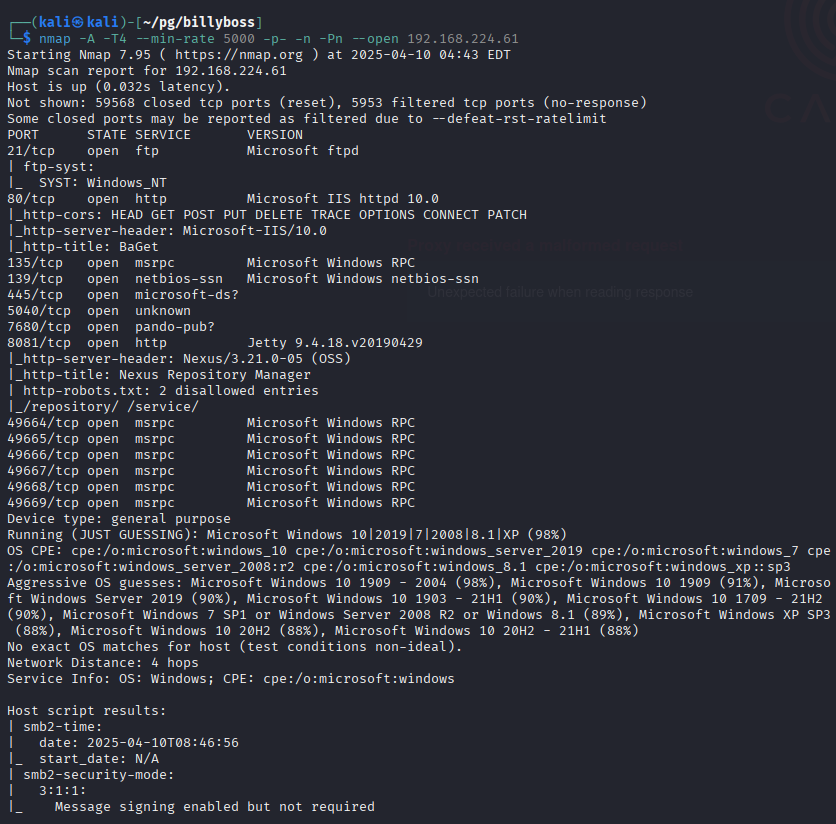 ┌──(kali㉿kali)-[~/pg/billyboss]
└─$ nmap -A -T4 --min-rate 5000 -p- -n -Pn --open 192.168.224.61
Starting Nmap 7.95 ( https://nmap.org ) at 2025-04-10 04:43 EDT
Nmap scan report for 192.168.224.61
Host is up (0.032s latency).
Not shown: 59568 closed tcp ports (reset), 5953 filtered tcp ports (no-response)
Some closed ports may be reported as filtered due to --defeat-rst-ratelimit
PORT      STATE SERVICE       VERSION
21/tcp    open  ftp           Microsoft ftpd
| ftp-syst:
|_  SYST: Windows_NT
80/tcp    open  http          Microsoft IIS httpd 10.0
|_http-cors: HEAD GET POST PUT DELETE TRACE OPTIONS CONNECT PATCH
|_http-server-header: Microsoft-IIS/10.0
|_http-title: BaGet
135/tcp   open  msrpc         Microsoft Windows RPC
139/tcp   open  netbios-ssn   Microsoft Windows netbios-ssn
445/tcp   open  microsoft-ds?
Unexpected failure when reading response
5040/tcp  open  unknown
7680/tcp  open  pando-pub?
8081/tcp  open  http          Jetty 9.4.18.v20190429
|_http-server-header: Nexus/3.21.0-05 (OSS)
|_http-title: Nexus Repository Manager
| http-robots.txt: 2 disallowed entries
|_/repository/ /service/
49664/tcp open  msrpc         Microsoft Windows RPC
49665/tcp open  msrpc         Microsoft Windows RPC
49666/tcp open  msrpc         Microsoft Windows RPC
49667/tcp open  msrpc         Microsoft Windows RPC
49668/tcp open  msrpc         Microsoft Windows RPC
49669/tcp open  msrpc         Microsoft Windows RPC
Device type: general purpose
Running (JUST GUESSING): Microsoft Windows 10|2019|7|2008|8.1|XP (98%)
OS CPE: cpe:/o:microsoft:windows_10 cpe:/o:microsoft:windows_server_2019 cpe:/o:microsoft:windows_7 cpe
:/o:microsoft:windows_server_2008:r2 cpe:/o:microsoft:windows_8.1 cpe:/o:microsoft:windows_xp::sp3
Aggressive OS guesses: Microsoft Windows 10 1909 - 2004 (98%), Microsoft Windows 10 1909 (91%), Microso
ft Windows Server 2019 (90%), Microsoft Windows 10 1903 - 21H1 (90%), Microsoft Windows 10 1709 - 21H2
(90%), Microsoft Windows 7 SP1 or Windows Server 2008 R2 or Windows 8.1 (89%), Microsoft Windows XP SP3
(88%), Microsoft Windows 10 20H2 (88%), Microsoft Windows 10 20H2 - 21H1 (88%)
No exact OS matches for host (test conditions non-ideal).
Network Distance: 4 hops
Service Info: OS: Windows; CPE: cpe:/o:microsoft:windows

Host script results:
| smb2-time:
|   date: 2025-04-10T08:46:56
|_  start_date: N/A
| smb2-security-mode:
|   3:1:1:
|_    Message signing enabled but not required